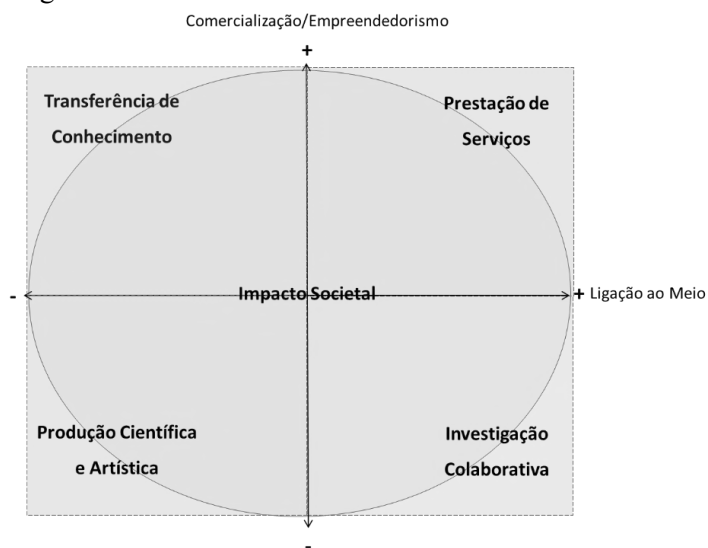 Comercialização/Empreendedorismo
+
Transferência de
Conhecimento
Prestação de
Serviços
- Impacto Societal + Ligação ao Meio
Produção Científica
e Artística
Investigação
Colaborativa
-